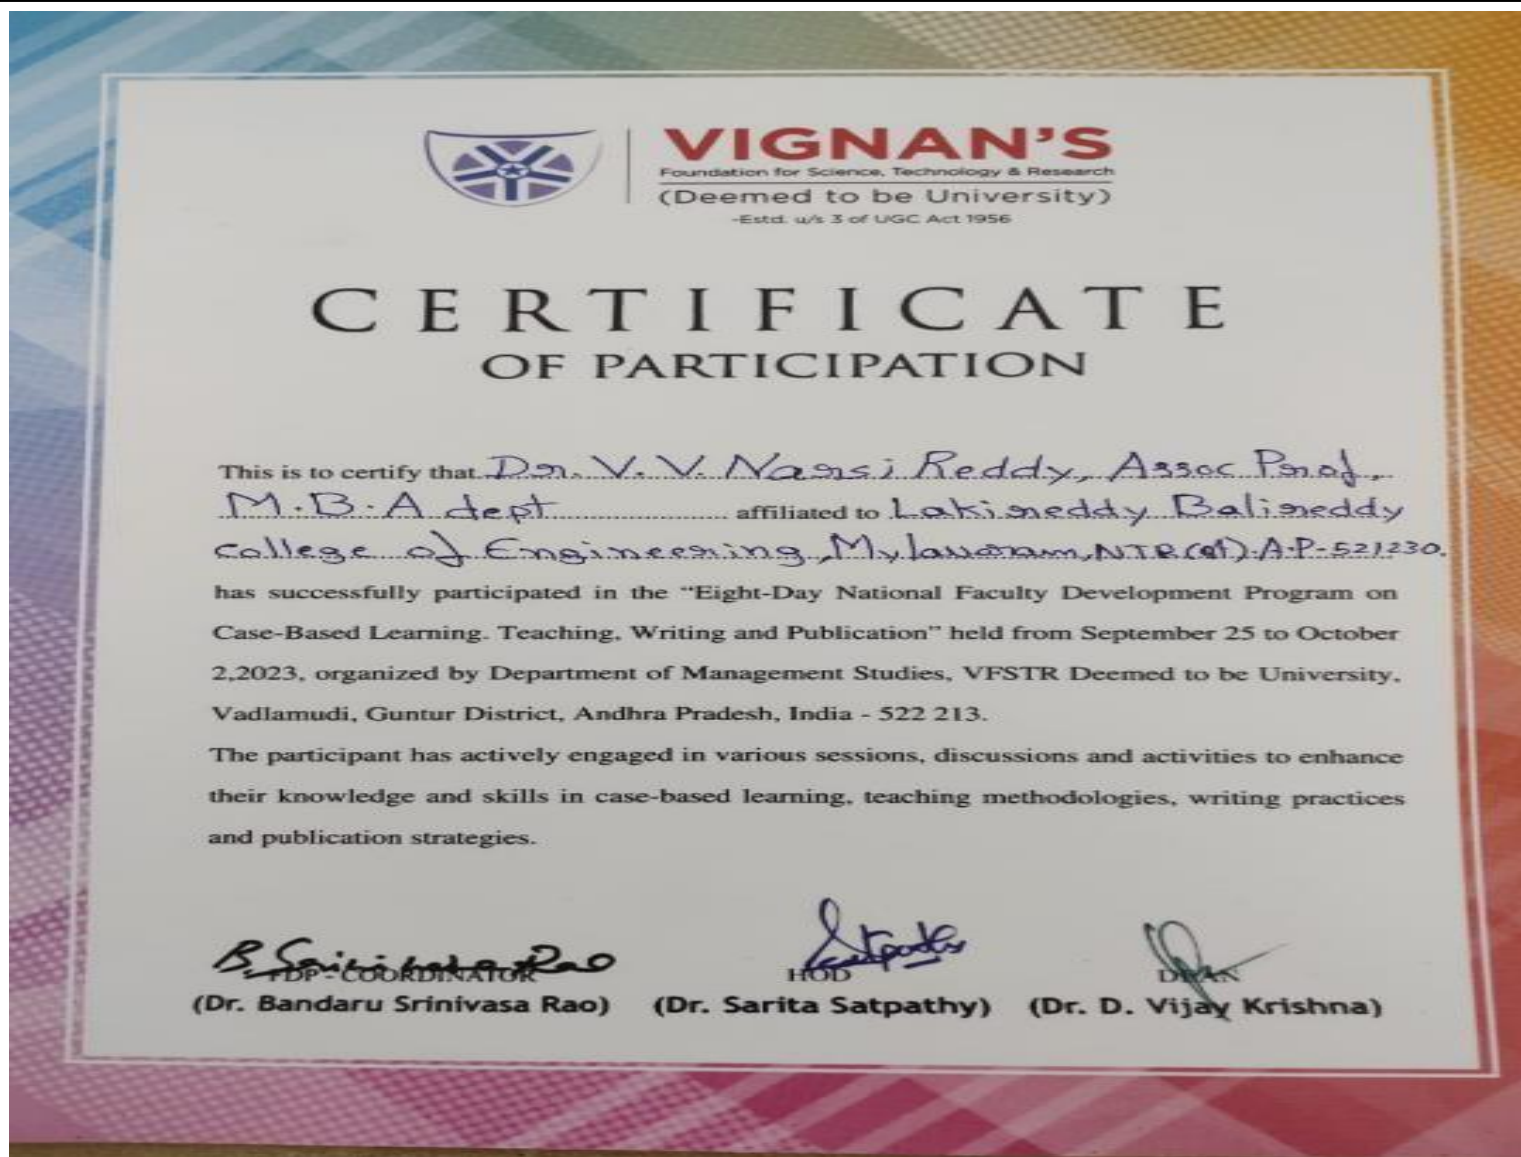 VIGNAN'S
Foundation for Science, Technology & Research
(Deemed to be University)
-Estd. u/s 3 of UGC Act 1956
CERTIFICATE
OF PARTICIPATION
This is to certify that Dr. V. V. Narsi Reddy, Assoc Prof,
M.B.A dept affiliated to Lakireddy Balireddy
college of Engineering, Mylavaram, NTR(Dt).A.P-521230.
has successfully participated in the “Eight-Day National Faculty Development Program on
Case-Based Learning. Teaching, Writing and Publication” held from September 25 to October
2,2023, organized by Department of Management Studies, VFSTR Deemed to be University,
Vadlamudi, Guntur District, Andhra Pradesh, India - 522 213.
The participant has actively engaged in various sessions, discussions and activities to enhance
their knowledge and skills in case-based learning, teaching methodologies, writing practices
and publication strategies.
B Srinivasa Rao Satpathy
FDP - COORDINATOR HOD DEAN
(Dr. Bandaru Srinivasa Rao) (Dr. Sarita Satpathy) (Dr. D. Vijay Krishna)